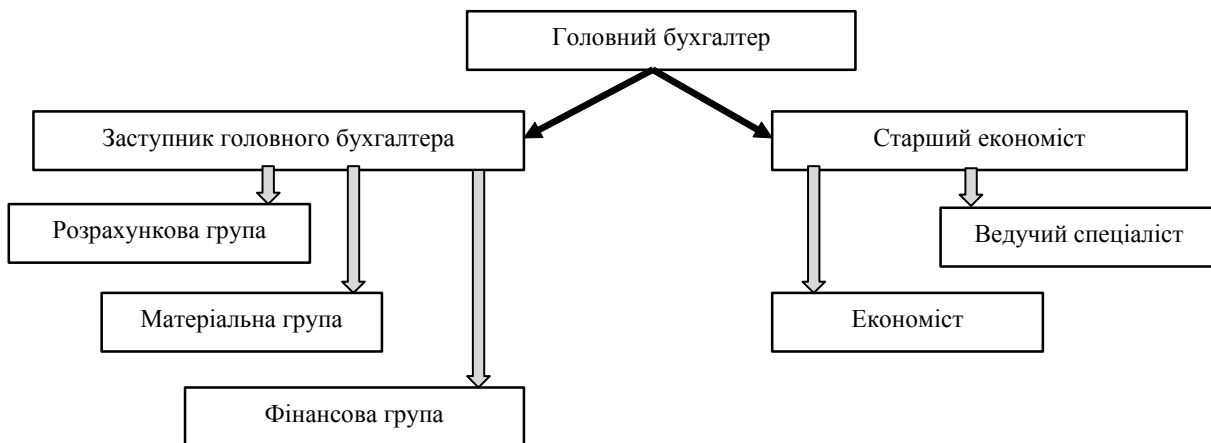 Головний бухгалтер
Заступник головного бухгалтера
Старший економіст
Розрахункова група
Ведучий спеціаліст
Матеріальна група
Економіст
Фінансова група